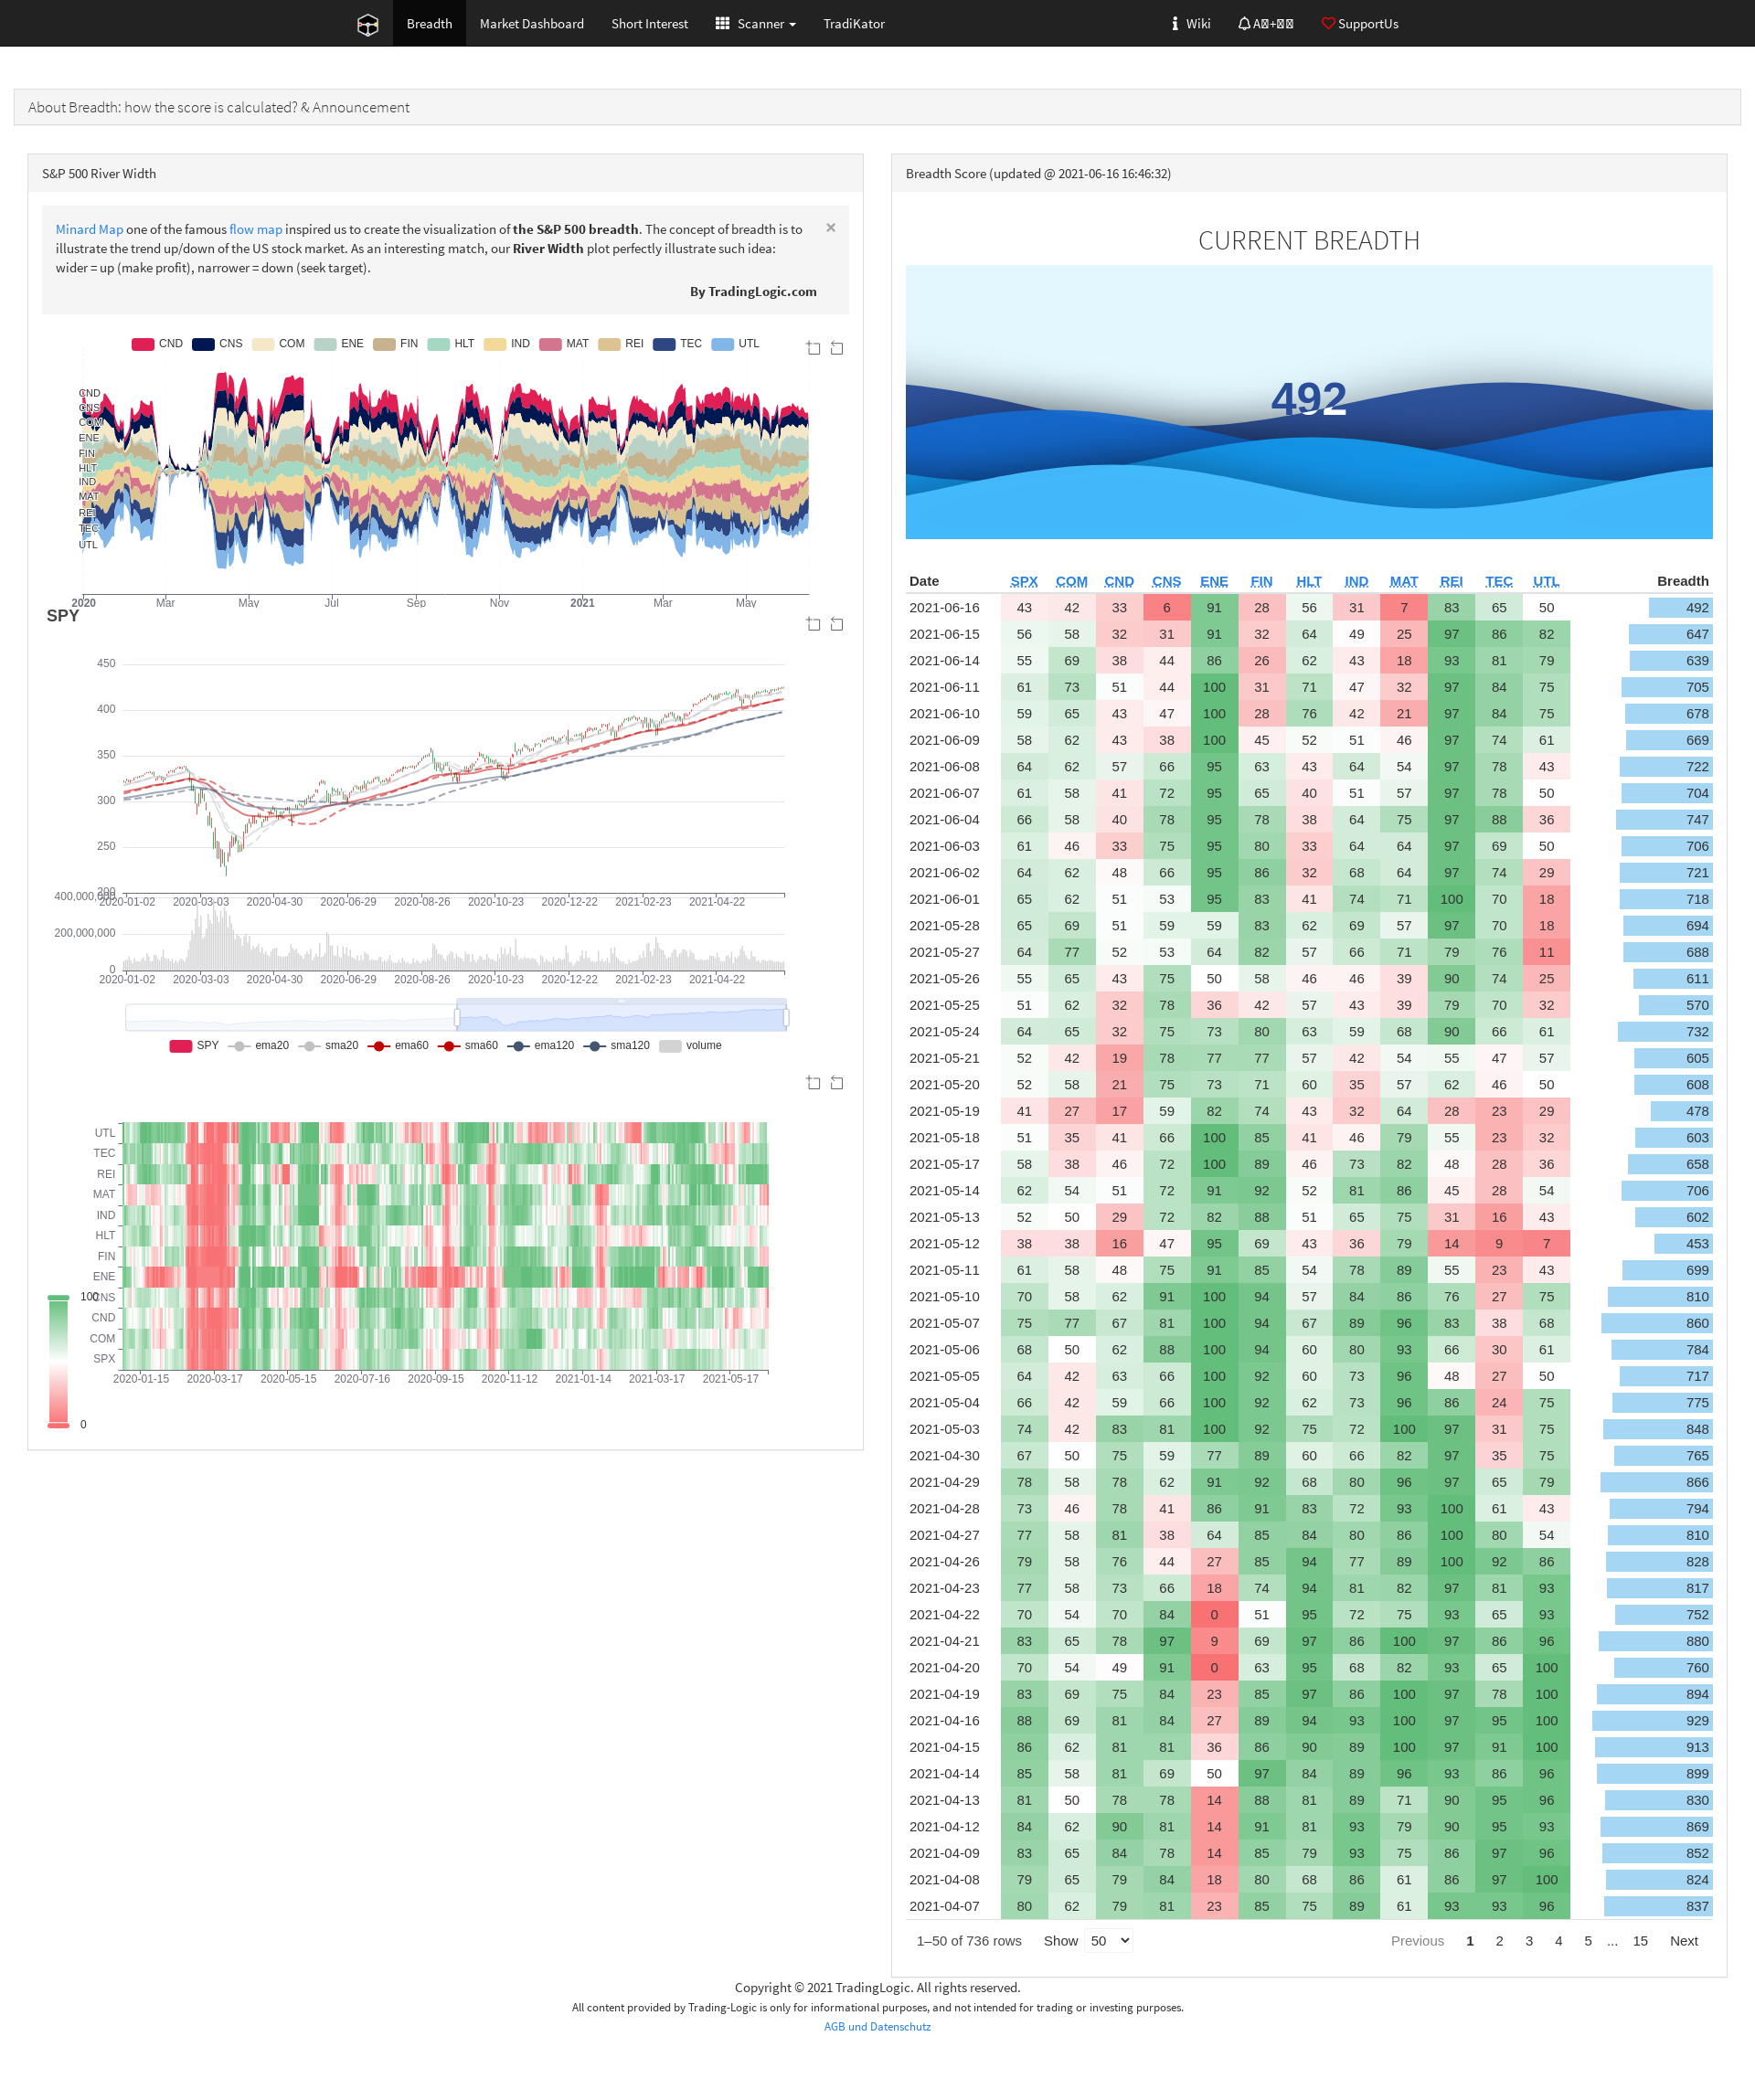 Breadth Market Dashboard Short Interest Scanner TradiKator Wiki SupportUs
About Breadth: how the score is calculated? & Announcement
S&P 500 River Width
Minard Map one of the famous flow map inspired us to create the visualization of the S&P 500 breadth. The concept of breadth is to
illustrate the trend up/down of the US stock market. As an interesting match, our River Width plot perfectly illustrate such idea:
wider = up (make profit), narrower = down (seek target).
×
By TradingLogic.com
CND CNS COM ENE FIN HLT IND MAT REI TEC UTL
CND
CNS
COM
ENE
FIN
HLT
IND
MAT
REI
TEC
UTL
2020 Mar May Jul Sep Nov 2021 Mar May
SPY
450
400
350
300
250
200
2020-01-02 2020-03-03 2020-04-30 2020-06-29 2020-08-26 2020-10-23 2020-12-22 2021-02-23 2021-04-22
400,000,000
200,000,000
0
2020-01-02 2020-03-03 2020-04-30 2020-06-29 2020-08-26 2020-10-23 2020-12-22 2021-02-23 2021-04-22
SPY ema20 sma20 ema60 sma60 ema120 sma120 volume
UTL
TEC
REI
MAT
IND
HLT
FIN
ENE
CNS
CND
COM
SPX
2020-01-15 2020-03-17 2020-05-15 2020-07-16 2020-09-15 2020-11-12 2021-01-14 2021-03-17 2021-05-17
100
0
Breadth Score (updated @ 2021-06-16 16:46:32)
CURRENT BREADTH
492
Date SPX COM CND CNS ENE FIN HLT IND MAT REI TEC UTL Breadth
2021-06-16 43 42 33 6 91 28 56 31 7 83 65 50 492
2021-06-15 56 58 32 31 91 32 64 49 25 97 86 82 647
2021-06-14 55 69 38 44 86 26 62 43 18 93 81 79 639
2021-06-11 61 73 51 44 100 31 71 47 32 97 84 75 705
2021-06-10 59 65 43 47 100 28 76 42 21 97 84 75 678
2021-06-09 58 62 43 38 100 45 52 51 46 97 74 61 669
2021-06-08 64 62 57 66 95 63 43 64 54 97 78 43 722
2021-06-07 61 58 41 72 95 65 40 51 57 97 78 50 704
2021-06-04 66 58 40 78 95 78 38 64 75 97 88 36 747
2021-06-03 61 46 33 75 95 80 33 64 64 97 69 50 706
2021-06-02 64 62 48 66 95 86 32 68 64 97 74 29 721
2021-06-01 65 62 51 53 95 83 41 74 71 100 70 18 718
2021-05-28 65 69 51 59 59 83 62 69 57 97 70 18 694
2021-05-27 64 77 52 53 64 82 57 66 71 79 76 11 688
2021-05-26 55 65 43 75 50 58 46 46 39 90 74 25 611
2021-05-25 51 62 32 78 36 42 57 43 39 79 70 32 570
2021-05-24 64 65 32 75 73 80 63 59 68 90 66 61 732
2021-05-21 52 42 19 78 77 77 57 42 54 55 47 57 605
2021-05-20 52 58 21 75 73 71 60 35 57 62 46 50 608
2021-05-19 41 27 17 59 82 74 43 32 64 28 23 29 478
2021-05-18 51 35 41 66 100 85 41 46 79 55 23 32 603
2021-05-17 58 38 46 72 100 89 46 73 82 48 28 36 658
2021-05-14 62 54 51 72 91 92 52 81 86 45 28 54 706
2021-05-13 52 50 29 72 82 88 51 65 75 31 16 43 602
2021-05-12 38 38 16 47 95 69 43 36 79 14 9 7 453
2021-05-11 61 58 48 75 91 85 54 78 89 55 23 43 699
2021-05-10 70 58 62 91 100 94 57 84 86 76 27 75 810
2021-05-07 75 77 67 81 100 94 67 89 96 83 38 68 860
2021-05-06 68 50 62 88 100 94 60 80 93 66 30 61 784
2021-05-05 64 42 63 66 100 92 60 73 96 48 27 50 717
2021-05-04 66 42 59 66 100 92 62 73 96 86 24 75 775
2021-05-03 74 42 83 81 100 92 75 72 100 97 31 75 848
2021-04-30 67 50 75 59 77 89 60 66 82 97 35 75 765
2021-04-29 78 58 78 62 91 92 68 80 96 97 65 79 866
2021-04-28 73 46 78 41 86 91 83 72 93 100 61 43 794
2021-04-27 77 58 81 38 64 85 84 80 86 100 80 54 810
2021-04-26 79 58 76 44 27 85 94 77 89 100 92 86 828
2021-04-23 77 58 73 66 18 74 94 81 82 97 81 93 817
2021-04-22 70 54 70 84 0 51 95 72 75 93 65 93 752
2021-04-21 83 65 78 97 9 69 97 86 100 97 86 96 880
2021-04-20 70 54 49 91 0 63 95 68 82 93 65 100 760
2021-04-19 83 69 75 84 23 85 97 86 100 97 78 100 894
2021-04-16 88 69 81 84 27 89 94 93 100 97 95 100 929
2021-04-15 86 62 81 81 36 86 90 89 100 97 91 100 913
2021-04-14 85 58 81 69 50 97 84 89 96 93 86 96 899
2021-04-13 81 50 78 78 14 88 81 89 71 90 95 96 830
2021-04-12 84 62 90 81 14 91 81 93 79 90 95 93 869
2021-04-09 83 65 84 78 14 85 79 93 75 86 97 96 852
2021-04-08 79 65 79 84 18 80 68 86 61 86 97 100 824
2021-04-07 80 62 79 81 23 85 75 89 61 93 93 96 837
1–50 of 736 rows Show 50 Previous 1 2 3 4 5 ... 15 Next
Copyright © 2021 TradingLogic. All rights reserved.
All content provided by Trading-Logic is only for informational purposes, and not intended for trading or investing purposes.
AGB und Datenschutz